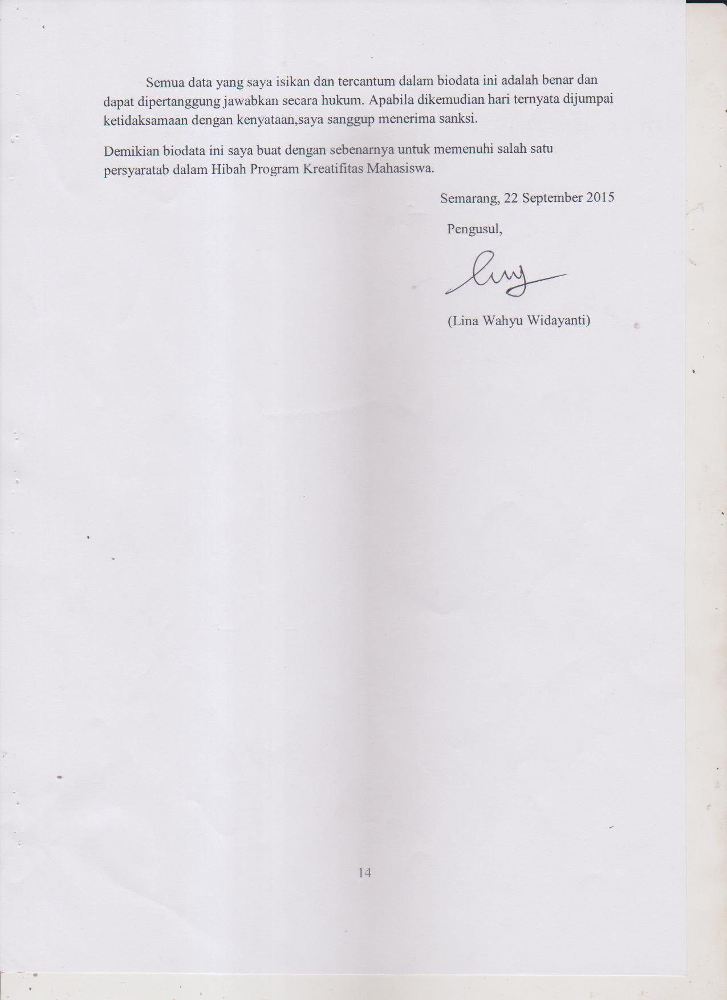 Semua data yang saya isikan dan tercantum dalam biodata ini adalah benar dan
dapat dipertanggung jawabkan secara hukum. Apabila dikemudian hari ternyata dijumpai
ketidaksamaan dengan kenyataan,saya sanggup menerima sanksi.
Demikian biodata ini saya buat dengan sebenarnya untuk memenuhi salah satu
persyaratab dalam Hibah Program Kreatifitas Mahasiswa.
Semarang, 22 September 2015
Pengusul,
(Lina Wahyu Widayanti)
14